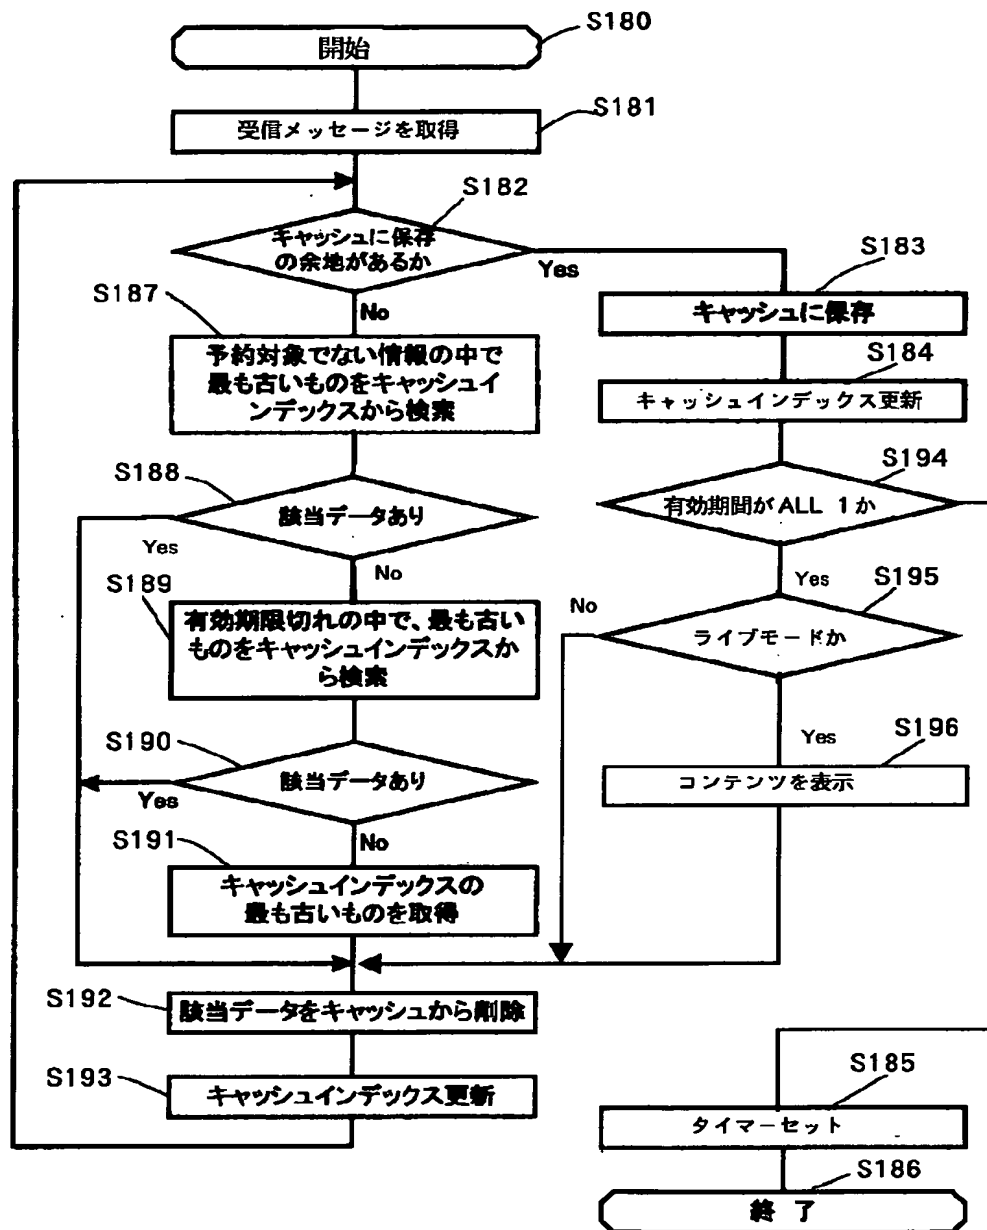 S180
開始
S181
受信メッセージを取得
S182
キャッシュに保存
の余地があるか
Yes
No
S183
キャッシュに保存
S184
キャッシュインデックス更新
S187
予約対象でない情報の中で
最も古いものをキャッシュイ
ンデックスから検索
S188
該当データあり
Yes
No
S194
有効期間がALL 1か
Yes
S189
有効期限切れの中で、最も古い
ものをキャッシュインデックスか
ら検索
S195
No
ライブモードか
Yes
S190
該当データあり
Yes
No
S196
コンテンツを表示
S191
キャッシュインデックスの
最も古いものを取得
S192
該当データをキャッシュから削除
S193
キャッシュインデックス更新
S185
タイマーセット
S186
終了